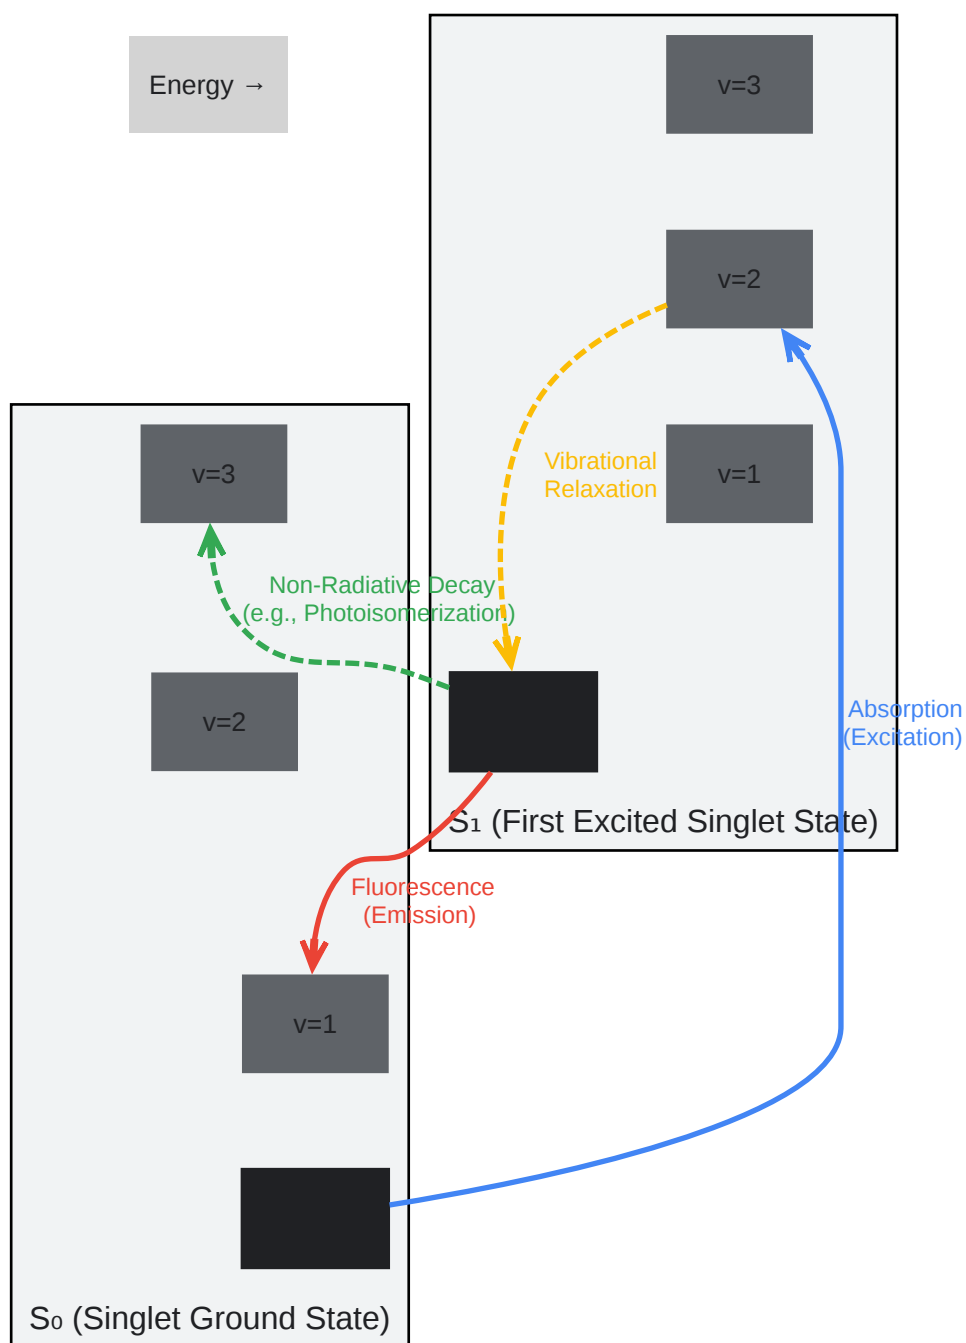 Energy →
v=3
v=2
v=1
Vibrational
Relaxation
v=3
Non-Radiative Decay
(e.g., Photoisomerization)
v=2
Absorption
(Excitation)
S₁ (First Excited Singlet State)
Fluorescence
(Emission)
v=1
S₀ (Singlet Ground State)